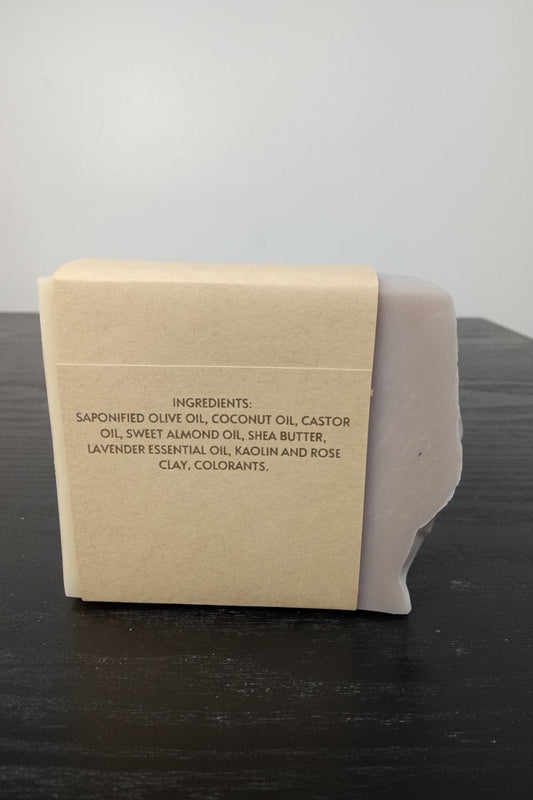 INGREDIENTS:
SAPONIFIED OLIVE OIL, COCONUT OIL, CASTOR
OIL, SWEET ALMOND OIL, SHEA BUTTER,
LAVENDER ESSENTIAL OIL, KAOLIN AND ROSE
CLAY, COLORANTS.